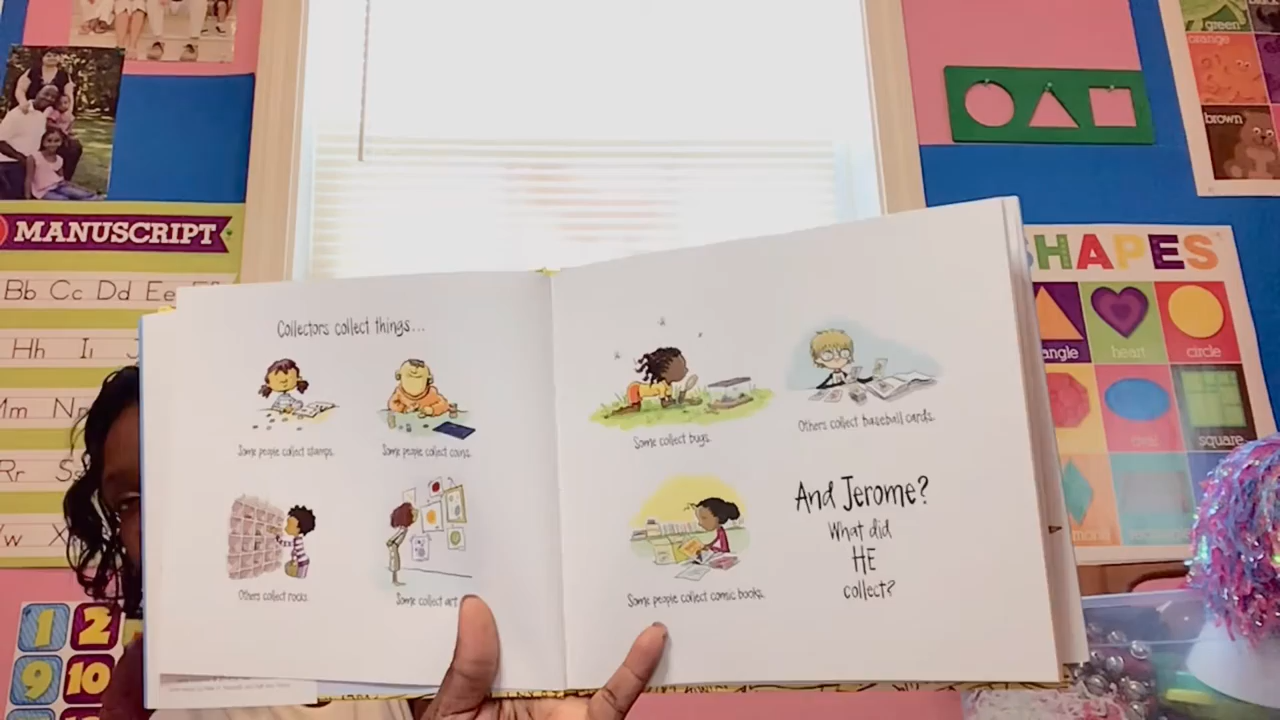 green
orange
brown
MANUSCRIPT
Bb Cc Dd Ee
Hh Ii J
Mm Nn
Rr Ss
Ww X
1 2
9 10
SHAPES
heart
circle
oval
square
Collectors collect things...
Some people collect stamps.
Some people collect coins.
Others collect rocks.
Some collect art.
Some collect bugs.
Others collect baseball cards.
Some people collect comic books.
And Jerome?
What did
HE
collect?